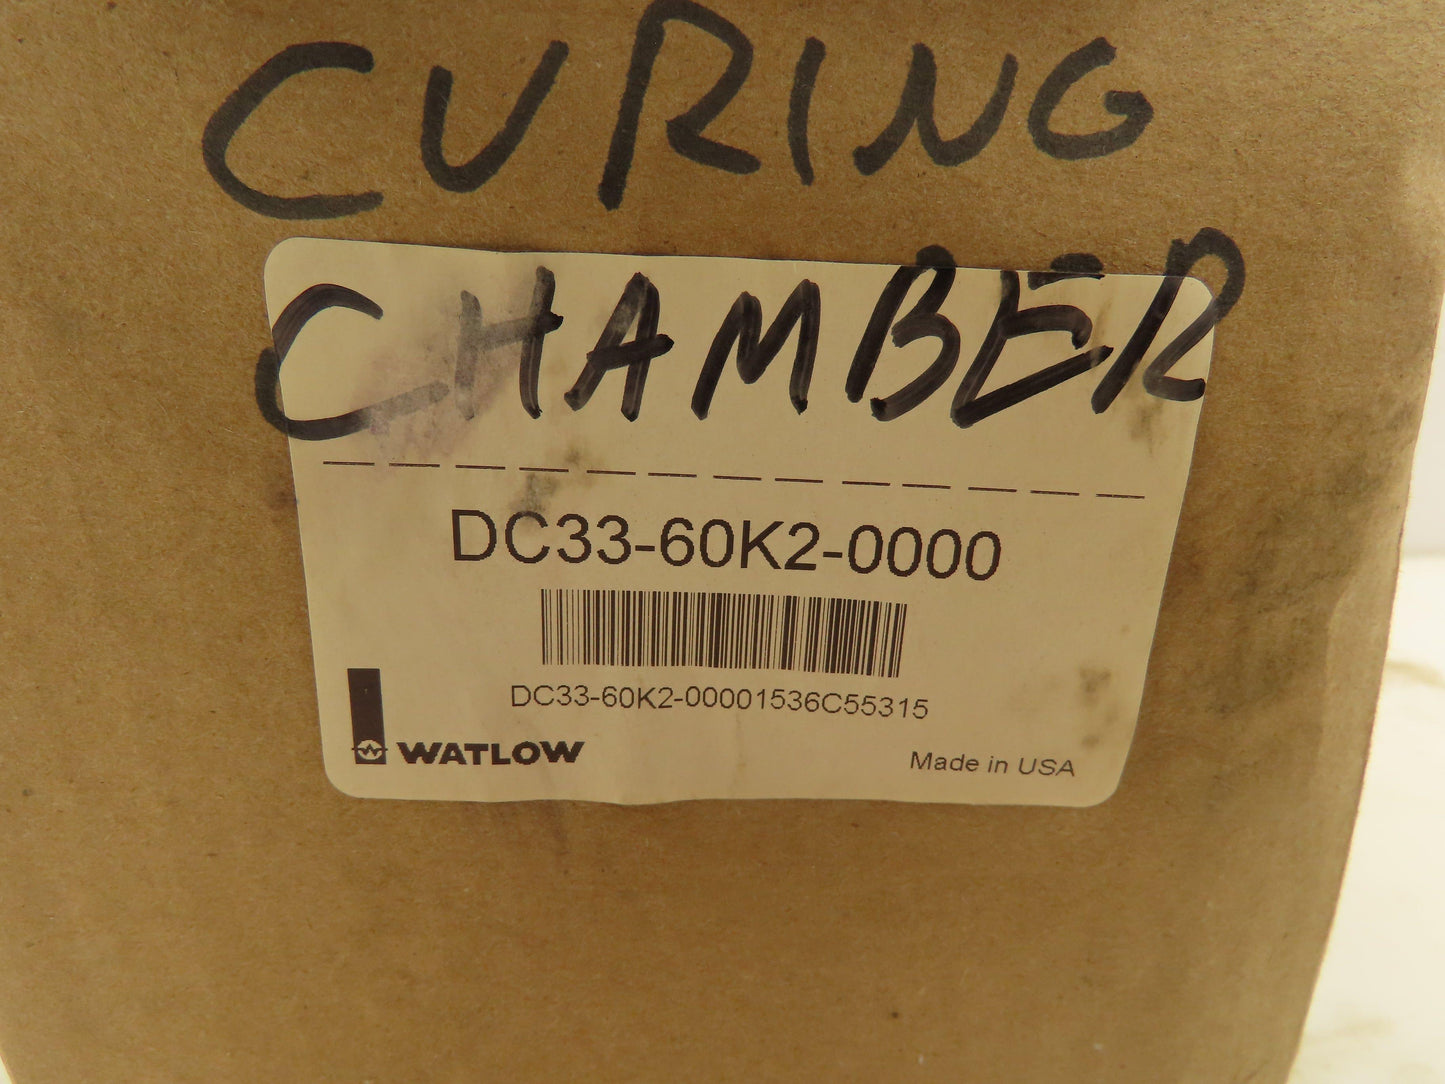 CURING
CHAMBER
DC33-60K2-0000
DC33-60K2-00001536C55315
WATLOW
Made in USA